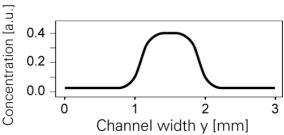 Concentration [a.u.]
0.4
0.2
0.0
0 1 2 3
Channel width y [mm]